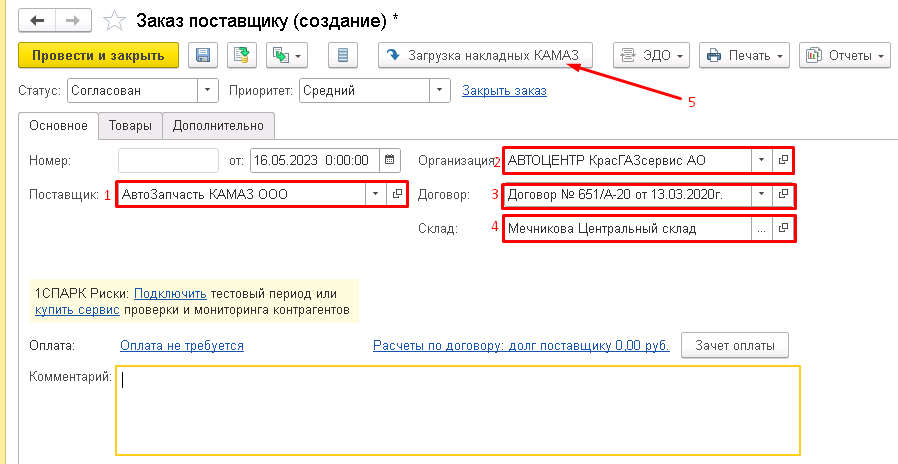 Заказ поставщику (создание) *
Провести и закрыть Загрузка накладных КАМАЗ ЭДО Печать Отчеты
Статус: Согласован Приоритет: Средний Закрыть заказ
5
Основное Товары Дополнительно
Номер: от: 16.05.2023 0:00:00 Организация: 2 АВТОЦЕНТР КрасГАЗсервис АО
Поставщик: 1 АвтоЗапчасть КАМАЗ ООО Договор: 3 Договор № 651/А-20 от 13.03.2020г.
Склад: 4 Мечникова Центральный склад ...
1СПАРК Риски: Подключить тестовый период или
купить сервис проверки и мониторинга контрагентов
Оплата: Оплата не требуется Расчеты по договору: долг поставщику 0,00 руб. Зачет оплаты
Комментарий: